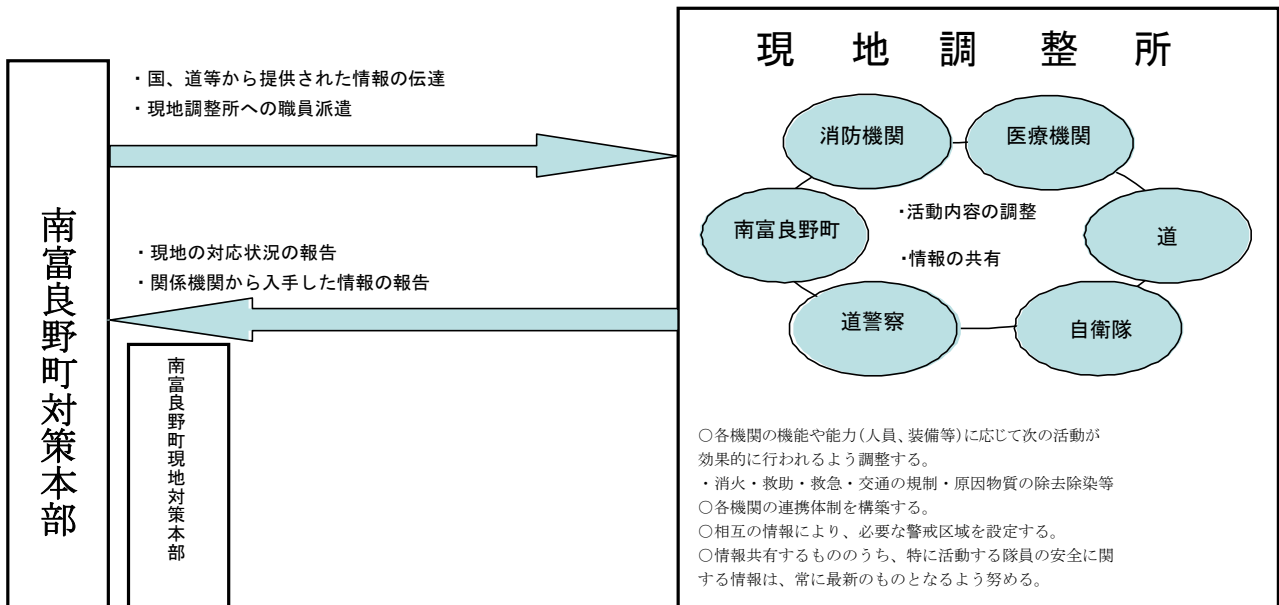 南富良野町対策本部
・国、道等から提供された情報の伝達
・現地調整所への職員派遣
・現地の対応状況の報告
・関係機関から入手した情報の報告
南富良野町現地対策本部
現地調整所
消防機関
医療機関
南富良野町
・活動内容の調整
・情報の共有
道
道警察
自衛隊
○各機関の機能や能力(人員、装備等)に応じて次の活動が
効果的に行われるよう調整する。
・消火・救助・救急・交通の規制・原因物質の除去除染等
○各機関の連携体制を構築する。
○相互の情報により、必要な警戒区域を設定する。
○情報共有するもののうち、特に活動する隊員の安全に関
する情報は、常に最新のものとなるよう努める。